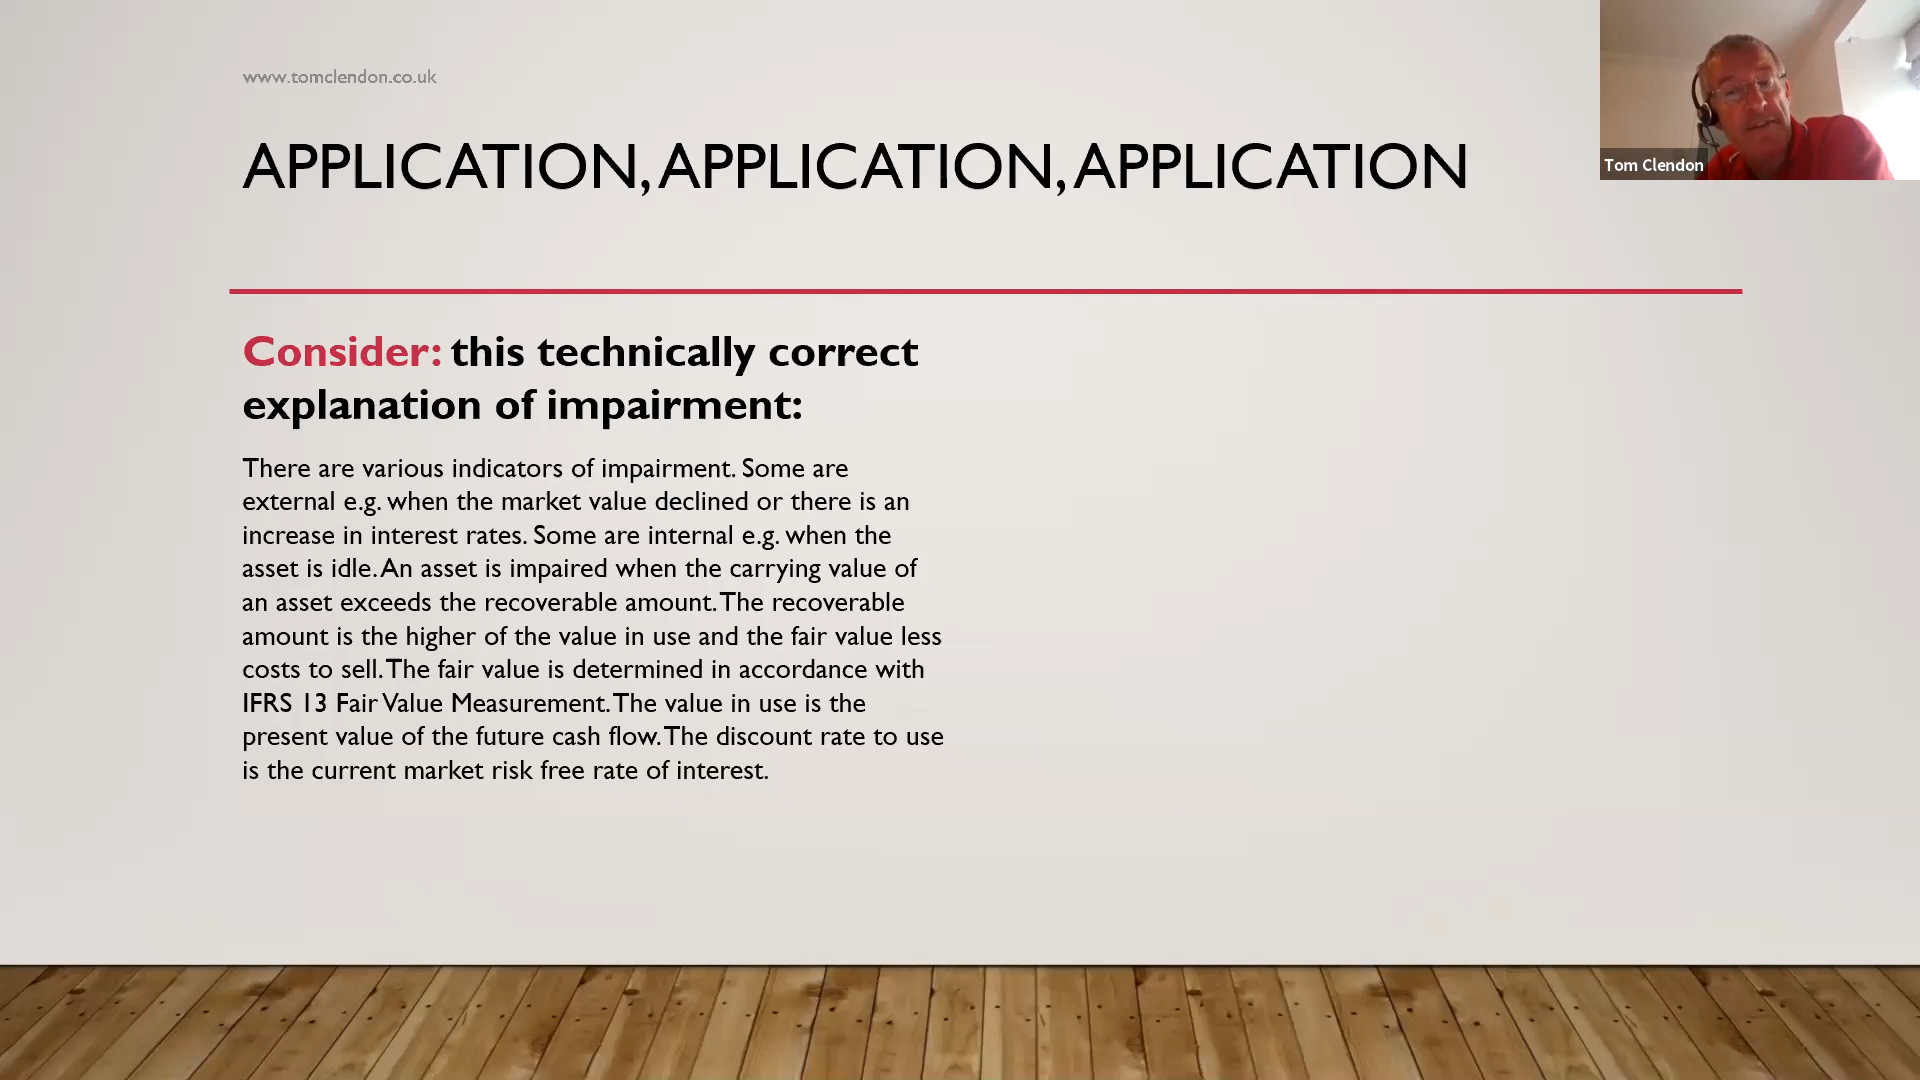 www.tomclendon.co.uk
APPLICATION, APPLICATION, APPLICATION
Tom Clendon
Consider: this technically correct
explanation of impairment:
There are various indicators of impairment. Some are
external e.g. when the market value declined or there is an
increase in interest rates. Some are internal e.g. when the
asset is idle. An asset is impaired when the carrying value of
an asset exceeds the recoverable amount. The recoverable
amount is the higher of the value in use and the fair value less
costs to sell. The fair value is determined in accordance with
IFRS 13 Fair Value Measurement. The value in use is the
present value of the future cash flow. The discount rate to use
is the current market risk free rate of interest.